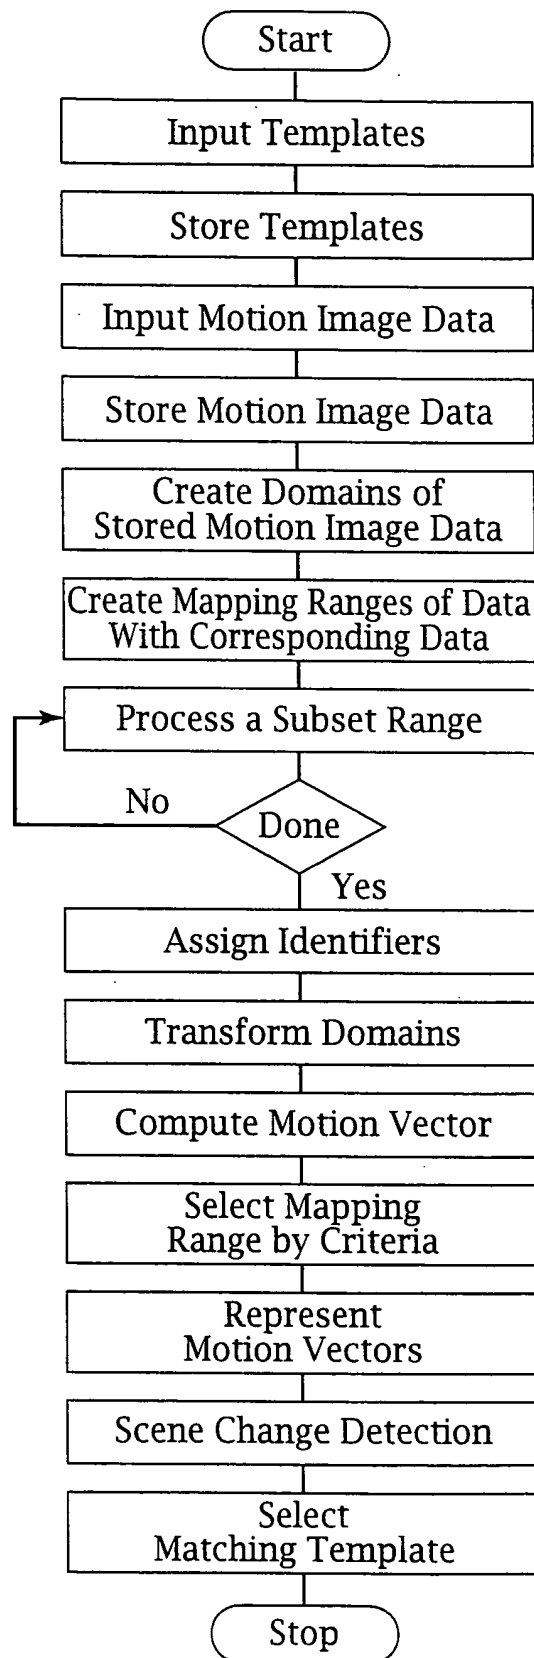 Start
Input Templates
Store Templates
Input Motion Image Data
Store Motion Image Data
Create Domains of
Stored Motion Image Data
Create Mapping Ranges of Data
With Corresponding Data
Process a Subset Range
No
Done
Yes
Assign Identifiers
Transform Domains
Compute Motion Vector
Select Mapping
Range by Criteria
Represent
Motion Vectors
Scene Change Detection
Select
Matching Template
Stop